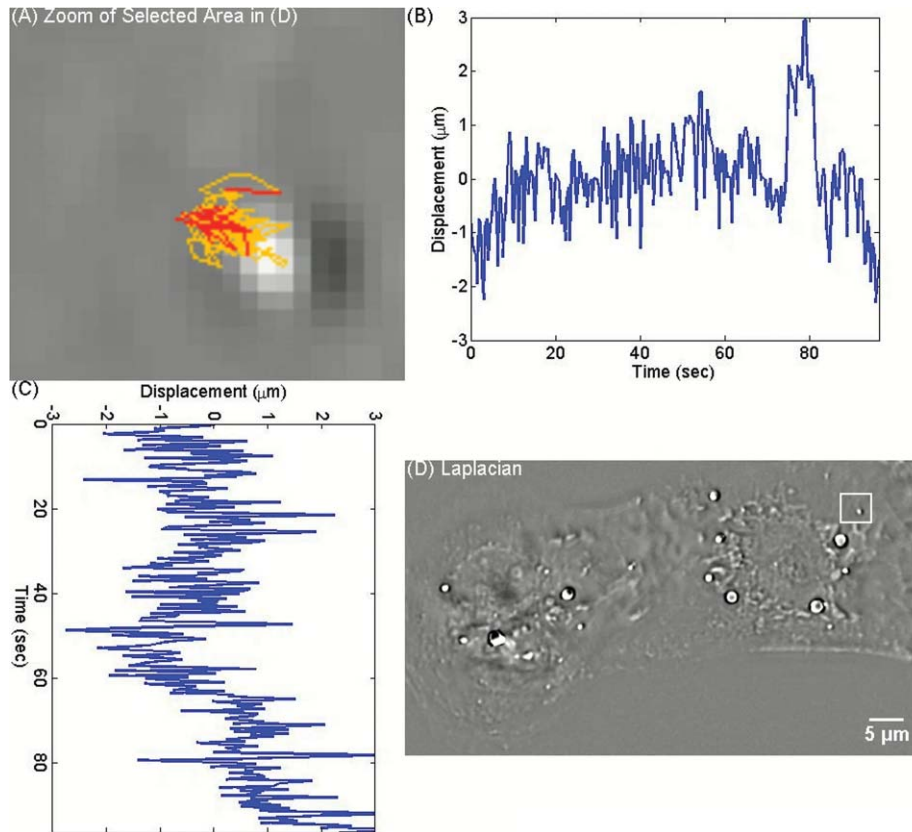 (A) Zoom of Selected Area in (D)
(B)
3
2
1
0
-1
-2
-3
Displacement (μm)
0
20
40
60
80
Time (sec)
(C)
Displacement (μm)
-3
-2
-1
0
1
2
3
0
20
40
60
80
Time (sec)
(D) Laplacian
5 μm